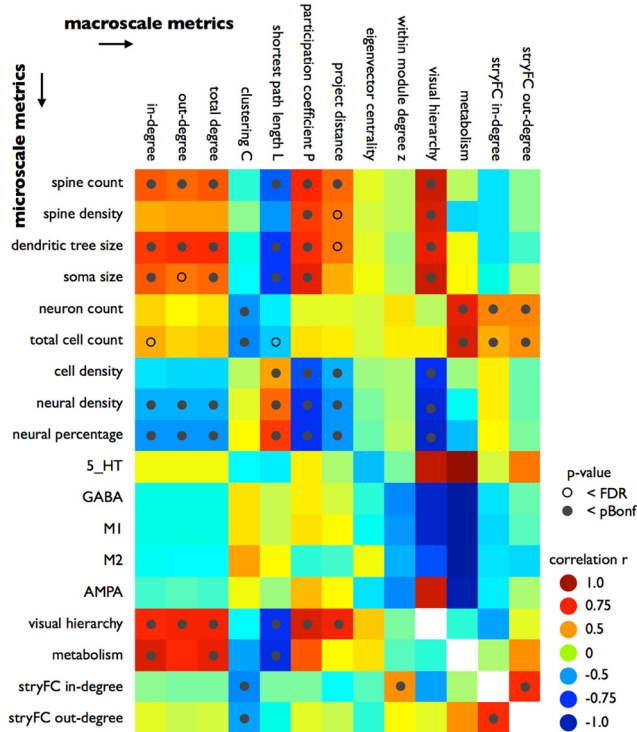 macroscale metrics
microscale metrics
in-degree
out-degree
total degree
clustering C
shortest path length L
participation coefficient P
project distance
eigenvector centrality
within module degree z
visual hierarchy
metabolism
stryFC in-degree
stryFC out-degree
spine count
spine density
dendritic tree size
soma size
neuron count
total cell count
cell density
neural density
neural percentage
5_HT
GABA
M1
M2
AMPA
visual hierarchy
metabolism
stryFC in-degree
stryFC out-degree
p-value
< FDR
< pBonf
correlation r
1.0
0.75
0.5
0
-0.5
-0.75
-1.0